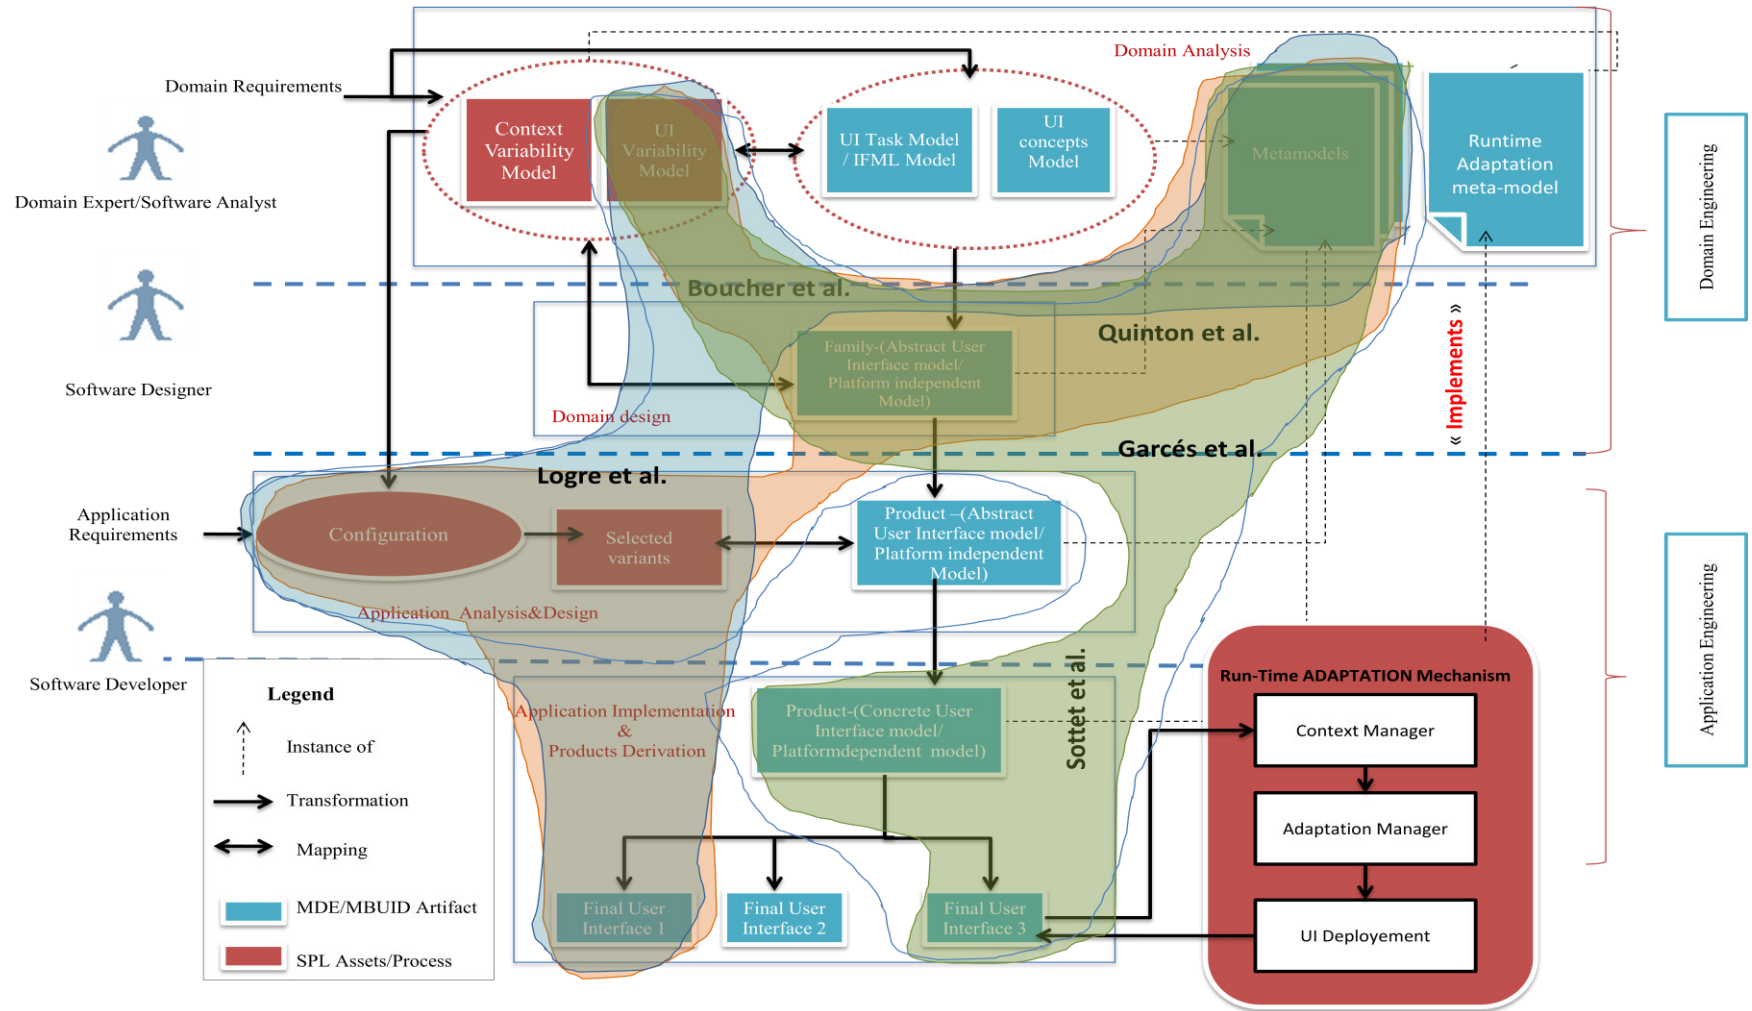 Domain Analysis
Domain Requirements
Context
Variability
Model
UI
Variability
Model
UI Task Model
/ IFML Model
UI
concepts
Model
Metamodels
Runtime
Adaptation
meta-model
Domain Expert/Software Analyst
Domain Engineering
Boucher et al.
Quinton et al.
« Implements »
Family-(Abstract User
Interface model/
Platform independent
Model)
Software Designer
Domain design
Garcés et al.
Logre et al.
Application
Requirements
Configuration
Selected
variants
Product –(Abstract
User Interface model/
Platform independent
Model)
Application Analysis&Design
Application Engineering
Software Developer
Sottet et al.
Run-Time ADAPTATION Mechanism
Legend
Instance of
Transformation
Mapping
MDE/MBUID Artifact
SPL Assets/Process
Application Implementation
&
Products Derivation)
Product-(Concrete User
Interface model/
Platformdependent model)
Context Manager
Adaptation Manager
UI Deployement
Final User
Interface 1
Final User
Interface 2
Final User
Interface 3